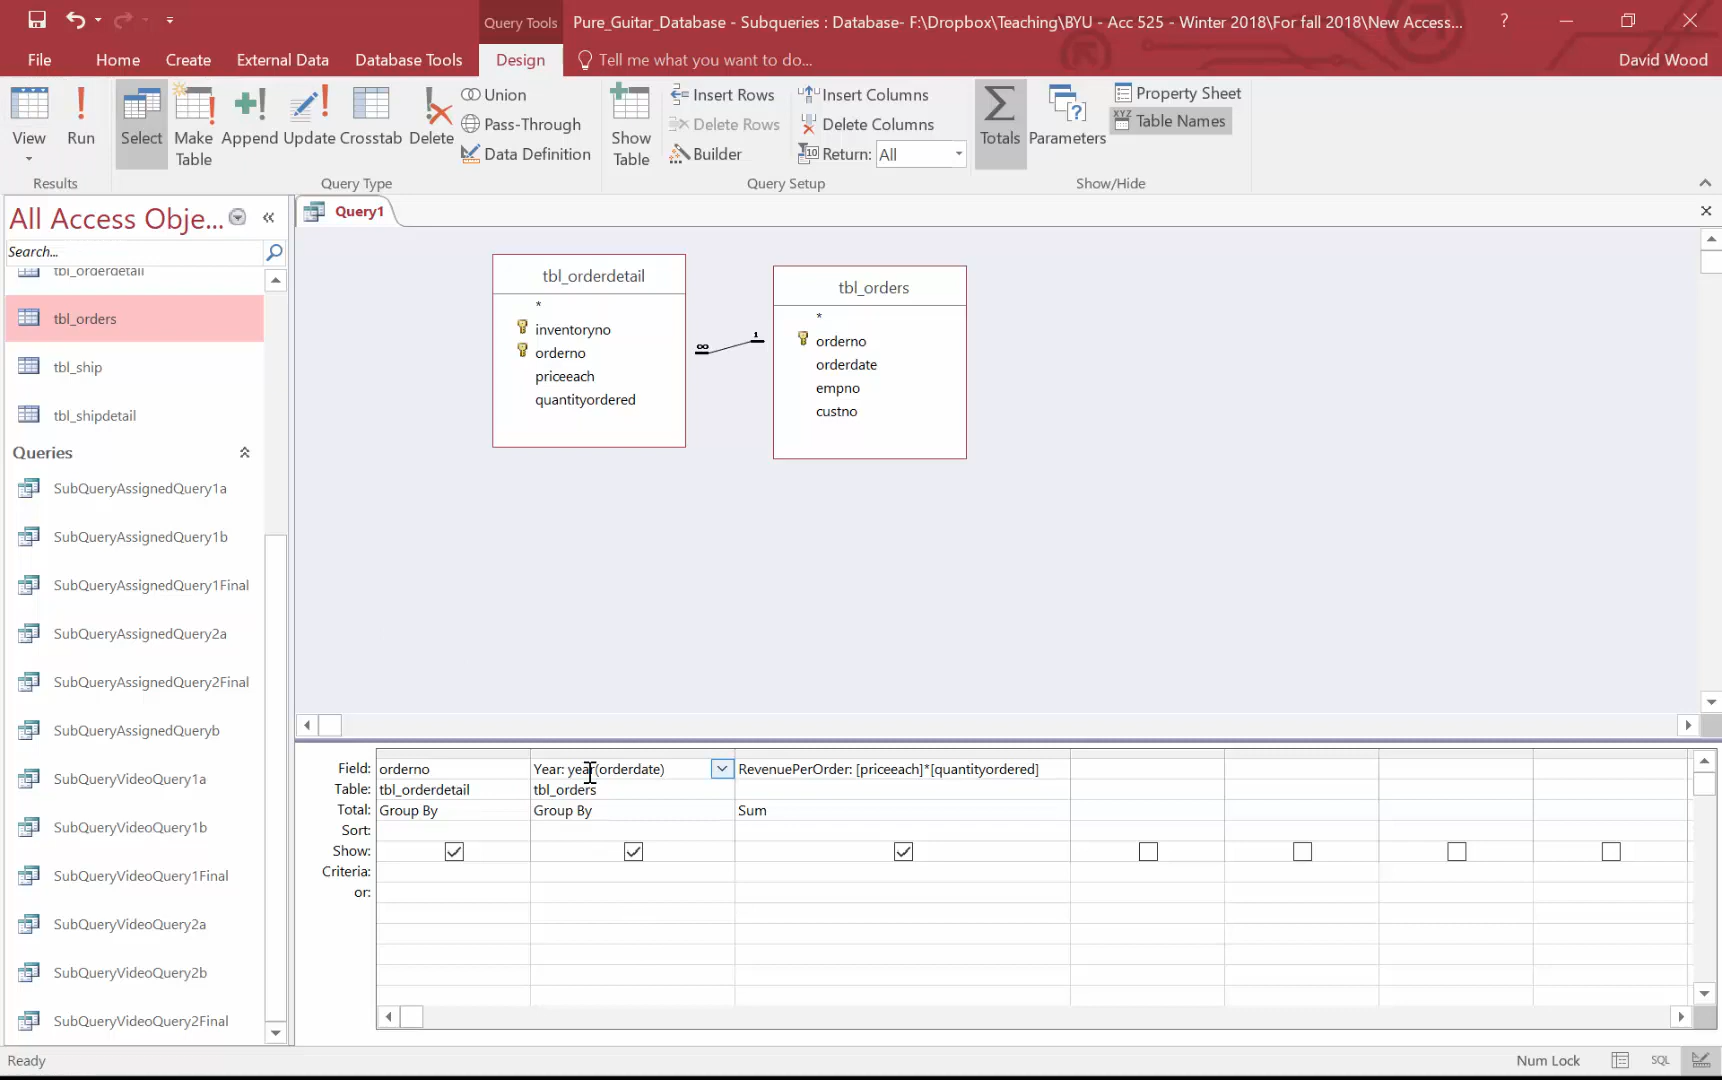 Query Tools
Pure_Guitar_Database - Subqueries : Database- F:\Dropbox\Teaching\BYU - Acc 525 - Winter 2018\For fall 2018\New Access...
?
File
Home
Create
External Data
Database Tools
Design
Tell me what you want to do...
David Wood
View
Run
Select
Make Table
Append
Update
Crosstab
Delete
Union
Pass-Through
Data Definition
Show Table
Insert Rows
Delete Rows
Builder
Insert Columns
Delete Columns
Return: All
Totals
Parameters
Property Sheet
Table Names
Results
Query Type
Query Setup
Show/Hide
All Access Obje...
Search...
tbl_orderdetail
tbl_orders
tbl_ship
tbl_shipdetail
Queries
SubQueryAssignedQuery1a
SubQueryAssignedQuery1b
SubQueryAssignedQuery1Final
SubQueryAssignedQuery2a
SubQueryAssignedQuery2Final
SubQueryAssignedQueryb
SubQueryVideoQuery1a
SubQueryVideoQuery1b
SubQueryVideoQuery1Final
SubQueryVideoQuery2a
SubQueryVideoQuery2b
SubQueryVideoQuery2Final
Query1
tbl_orderdetail
*
inventoryno
orderno
priceeach
quantityordered
∞ 1
tbl_orders
*
orderno
orderdate
empno
custno
Field: orderno Year: year(orderdate) RevenuePerOrder: [priceeach]*[quantityordered]
Table: tbl_orderdetail tbl_orders
Total: Group By Group By Sum
Sort:
Show:
Criteria:
or:
Ready
Num Lock
SQL